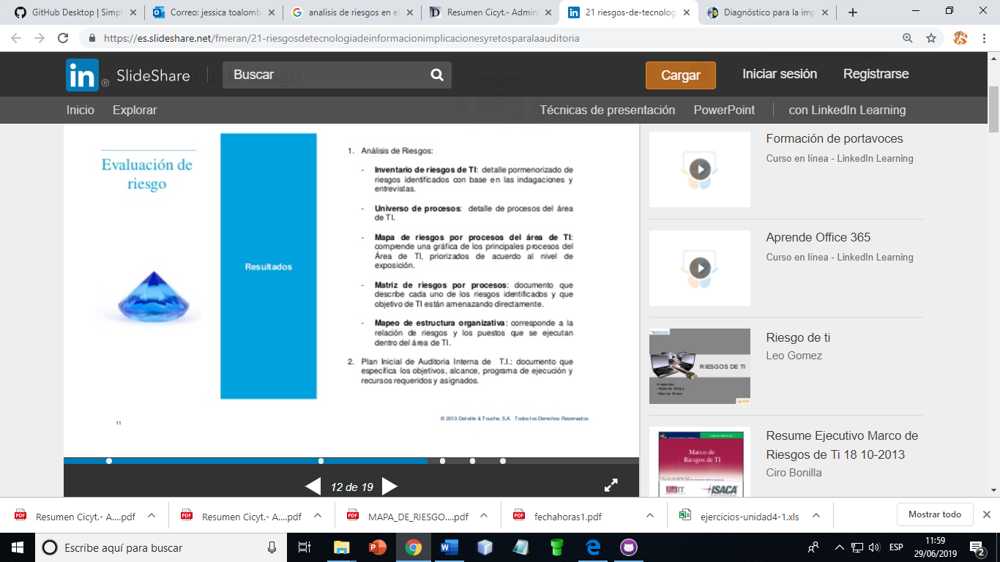 GitHub Desktop | Simpl
Correo: jessica toalomb
analisis de riesgos en el
Resumen Cicyt.- Admini
21 riesgos-de-tecnolog
Diagnóstico para la imp
https://es.slideshare.net/fmeran/21-riesgosdetecnologiadeinformacionimplicacionesyretosparalaauditoria
in® SlideShare
Buscar
Cargar
Iniciar sesión
Registrarse
Inicio
Explorar
Técnicas de presentación
PowerPoint
con LinkedIn Learning
Evaluación de
riesgo
Resultados
1. Análisis de Riesgos:
- Inventario de riesgos de TI: detalle pormenorizado de
riesgos identificados con base en las indagaciones y
entrevistas.
- Universo de procesos: detalle de procesos del área
de TI.
- Mapa de riesgos por procesos del área de TI:
comprende una gráfica de los principales procesos del
Área de TI, priorizados de acuerdo al nivel de
exposición.
- Matriz de riesgos por procesos: documento que
describe cada uno de los riesgos identificados y que
objetivo de TI están amenazando directamente.
- Mapeo de estructura organizativa: corresponde a la
relación de riesgos y los puestos que se ejecutan
dentro del área de TI.
2. Plan Inicial de Auditoria Interna de T.I.: documento que
especifica los objetivos, alcance, programa de ejecución y
recursos requeridos y asignados.
11
© 2013 Deloitte & Touche, S.A. Todos los Derechos Reservados
12 de 19
Formación de portavoces
Curso en línea - LinkedIn Learning
Aprende Office 365
Curso en línea - LinkedIn Learning
RIESGOS DE TI
Riesgo de ti
Leo Gomez
Marco de
Riesgos de TI
ISACA
Resume Ejecutivo Marco de
Riesgos de Ti 18 10-2013
Ciro Bonilla
Resumen Cicyt.- A....pdf
Resumen Cicyt.- A....pdf
MAPA_DE_RIESGO....pdf
fechahoras1.pdf
ejercicios-unidad4-1.xls
Mostrar todo
Escribe aquí para buscar
ESP
11:59
29/06/2019
2